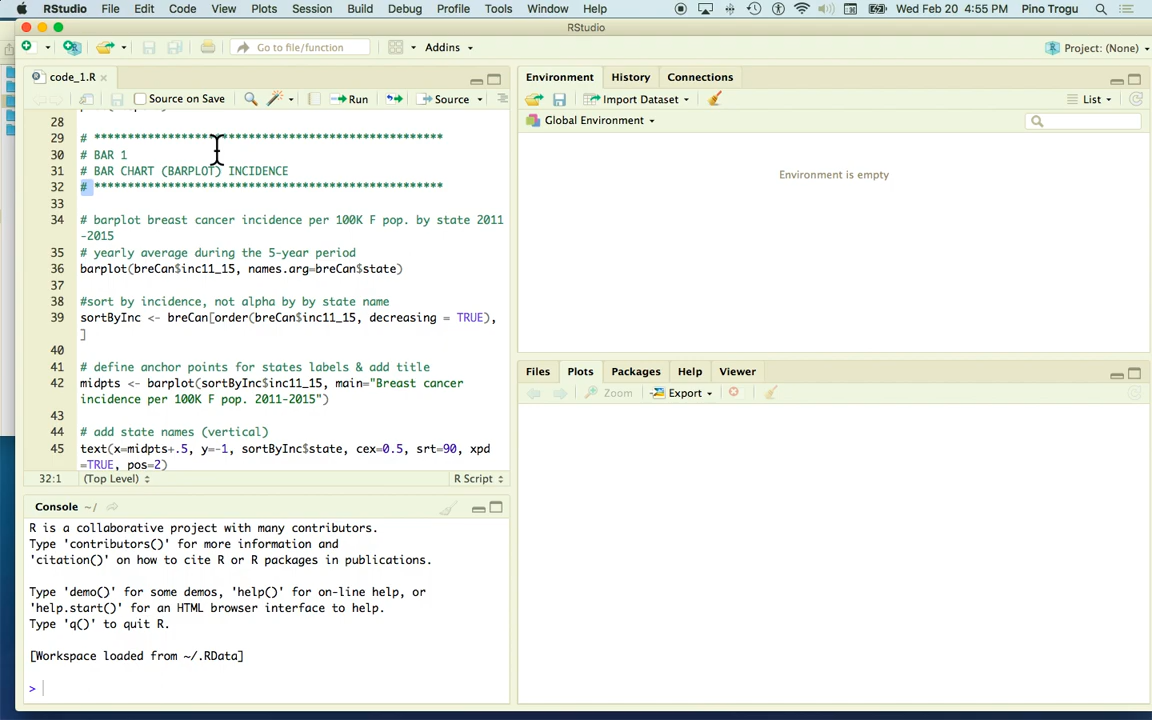 RStudio File Edit Code View Plots Session Build Debug Profile Tools Window Help Wed Feb 20 4:55 PM Pino Trogu
RStudio
Go to file/function Addins Project: (None)
code_1.R
Source on Save Run Source
28
29 # ****************************************************
30 # BAR 1
31 # BAR CHART (BARPLOT) INCIDENCE
32 # ****************************************************
33
34 # barplot breast cancer incidence per 100K F pop. by state 2011
-2015
35 # yearly average during the 5-year period
36 barplot(breCan$inc11_15, names.arg=breCan$state)
37
38 #sort by incidence, not alpha by by state name
39 sortByInc <- breCan[order(breCan$inc11_15, decreasing = TRUE),
]
40
41 # define anchor points for states labels & add title
42 midpts <- barplot(sortByInc$inc11_15, main="Breast cancer
incidence per 100K F pop. 2011-2015")
43
44 # add state names (vertical)
45 text(x=midpts+.5, y=-1, sortByInc$state, cex=0.5, srt=90, xpd
=TRUE, pos=2)
32:1 (Top Level) R Script
Console ~/
R is a collaborative project with many contributors.
Type 'contributors()' for more information and
'citation()' on how to cite R or R packages in publications.
Type 'demo()' for some demos, 'help()' for on-line help, or
'help.start()' for an HTML browser interface to help.
Type 'q()' to quit R.
[Workspace loaded from ~/.RData]
>
Environment History Connections
Import Dataset List
Global Environment
Environment is empty
Files Plots Packages Help Viewer
Zoom Export